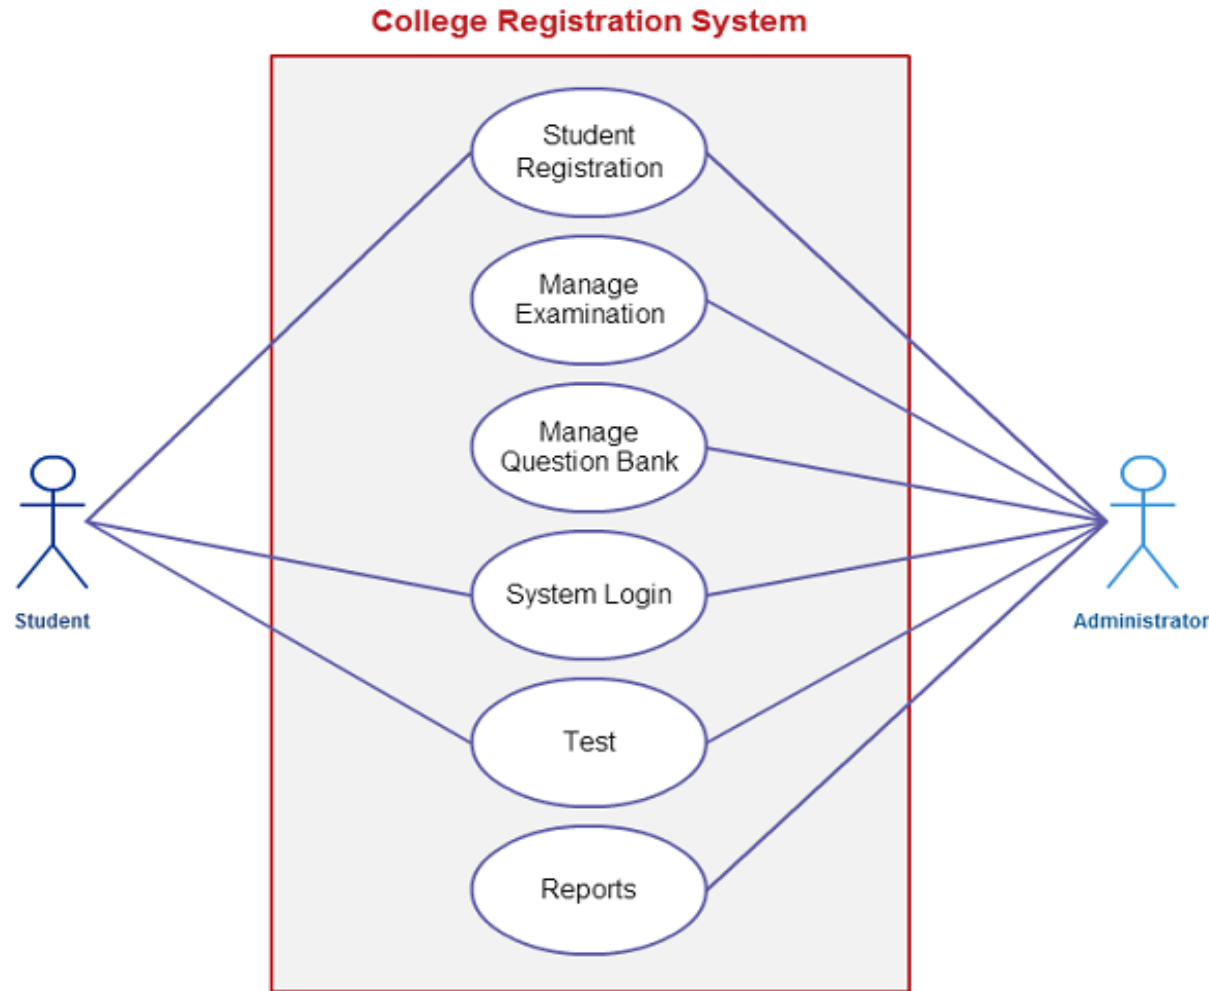 College Registration System
Student
Registration
Manage
Examination
Manage
Question Bank
System Login
Student
Administrator
Test
Reports